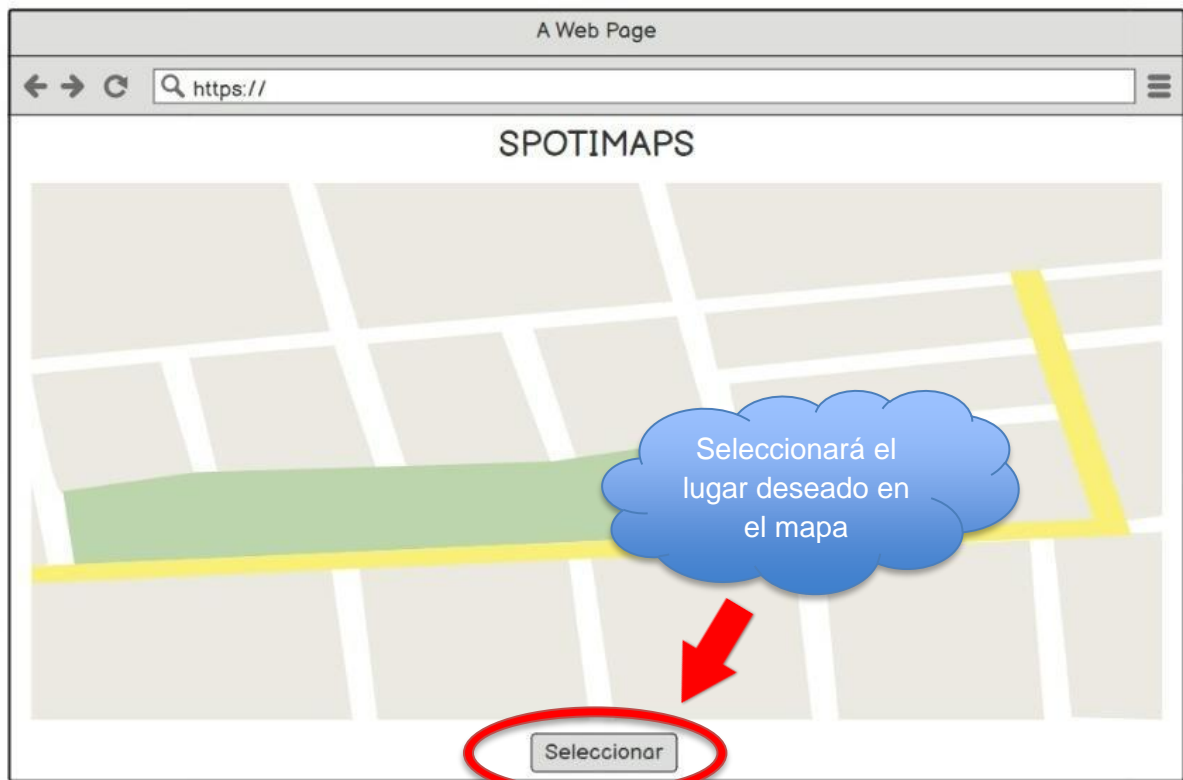 A Web Page
https://
SPOTIMAPS
Seleccionará el
lugar deseado en
el mapa
Seleccionar